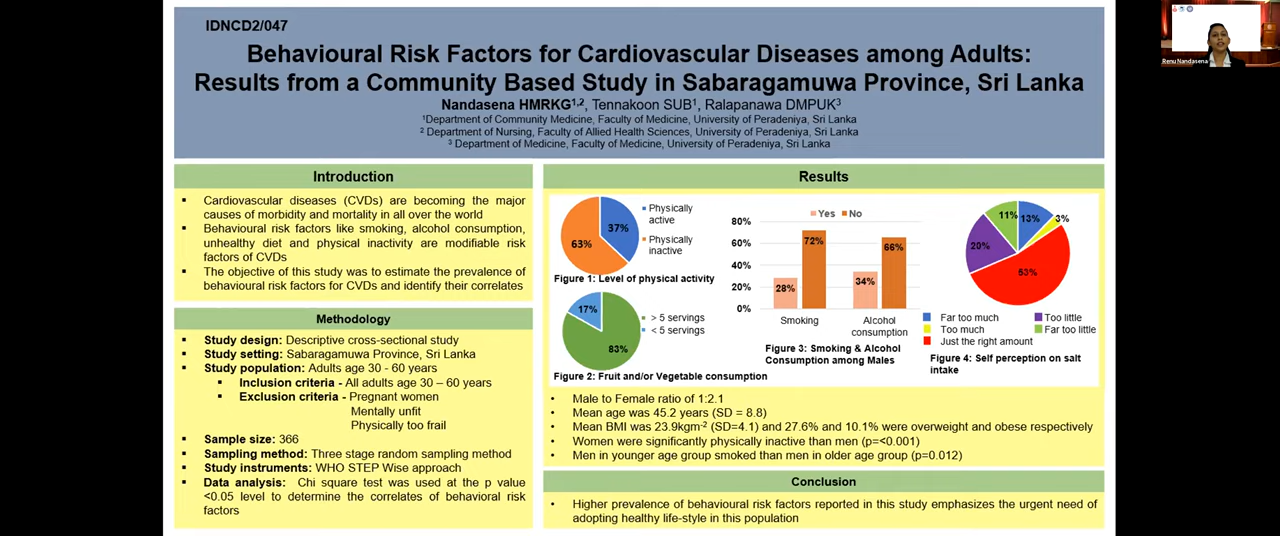 IDNCD2/047
Behavioural Risk Factors for Cardiovascular Diseases among Adults:
Results from a Community Based Study in Sabaragamuwa Province, Sri Lanka
Nandasena HMRKG1,2, Tennakoon SUB1, Ralapanawa DMPUK3
1Department of Community Medicine, Faculty of Medicine, University of Peradeniya, Sri Lanka
2 Department of Nursing, Faculty of Allied Health Sciences, University of Peradeniya, Sri Lanka
3 Department of Medicine, Faculty of Medicine, University of Peradeniya, Sri Lanka
Renu Nandasena
Introduction
▪ Cardiovascular diseases (CVDs) are becoming the major
causes of morbidity and mortality in all over the world
▪ Behavioural risk factors like smoking, alcohol consumption,
unhealthy diet and physical inactivity are modifiable risk
factors of CVDs
▪ The objective of this study was to estimate the prevalence of
behavioural risk factors for CVDs and identify their correlates
Methodology
▪ Study design: Descriptive cross-sectional study
▪ Study setting: Sabaragamuwa Province, Sri Lanka
▪ Study population: Adults age 30 - 60 years
▪ Inclusion criteria - All adults age 30 – 60 years
▪ Exclusion criteria - Pregnant women
Mentally unfit
Physically too frail
▪ Sample size: 366
▪ Sampling method: Three stage random sampling method
▪ Study instruments: WHO STEP Wise approach
▪ Data analysis: Chi square test was used at the p value
<0.05 level to determine the correlates of behavioral risk
factors
Results
37%
63%
Physically
active
Physically
inactive
Figure 1: Level of physical activity
17%
83%
> 5 servings
< 5 servings
Figure 2: Fruit and/or Vegetable consumption
Yes No
80%
60%
40%
20%
0%
28%
72%
34%
66%
Smoking
Alcohol
consumption
Figure 3: Smoking & Alcohol
Consumption among Males
11%
13%
3%
20%
53%
Far too much
Too much
Just the right amount
Too little
Far too little
Figure 4: Self perception on salt
intake
• Male to Female ratio of 1:2.1
• Mean age was 45.2 years (SD = 8.8)
• Mean BMI was 23.9kgm-2 (SD=4.1) and 27.6% and 10.1% were overweight and obese respectively
• Women were significantly physically inactive than men (p=<0.001)
• Men in younger age group smoked than men in older age group (p=0.012)
Conclusion
• Higher prevalence of behavioural risk factors reported in this study emphasizes the urgent need of
adopting healthy life-style in this population